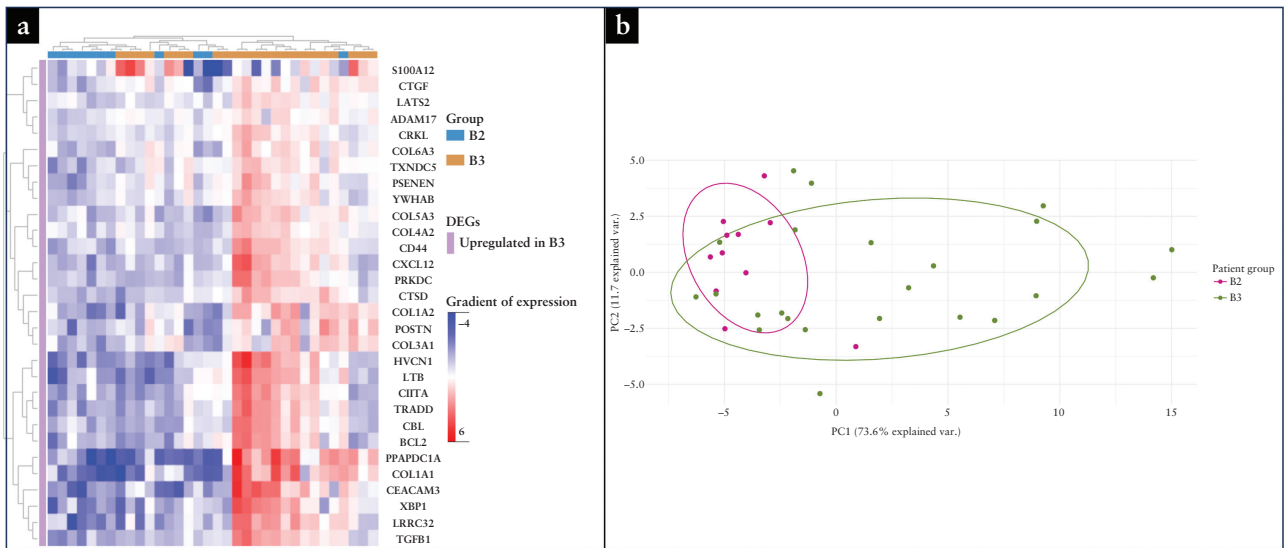 a
S100A12
CTGF
LATS2
ADAM17
CRKL
COL6A3
TXNDC5
PSENEN
YWHAB
COL5A3
COL4A2
CD44
CXCL12
PRKDC
CTSD
COL1A2
POSTN
COL3A1
HVCN1
LTB
CIITA
TRADD
CBL
BCL2
PPAPDC1A
COL1A1
CEACAM3
XBP1
LRRC32
TGFB1
Group
B2
B3
DEGs
Upregulated in B3
Gradient of expression
–4
6
b
5.0
2.5
0.0
–2.5
–5.0
PC2 (11.7 explained var.)
–5
0
5
10
15
PC1 (73.6% explained var.)
Patient group
B2
B3